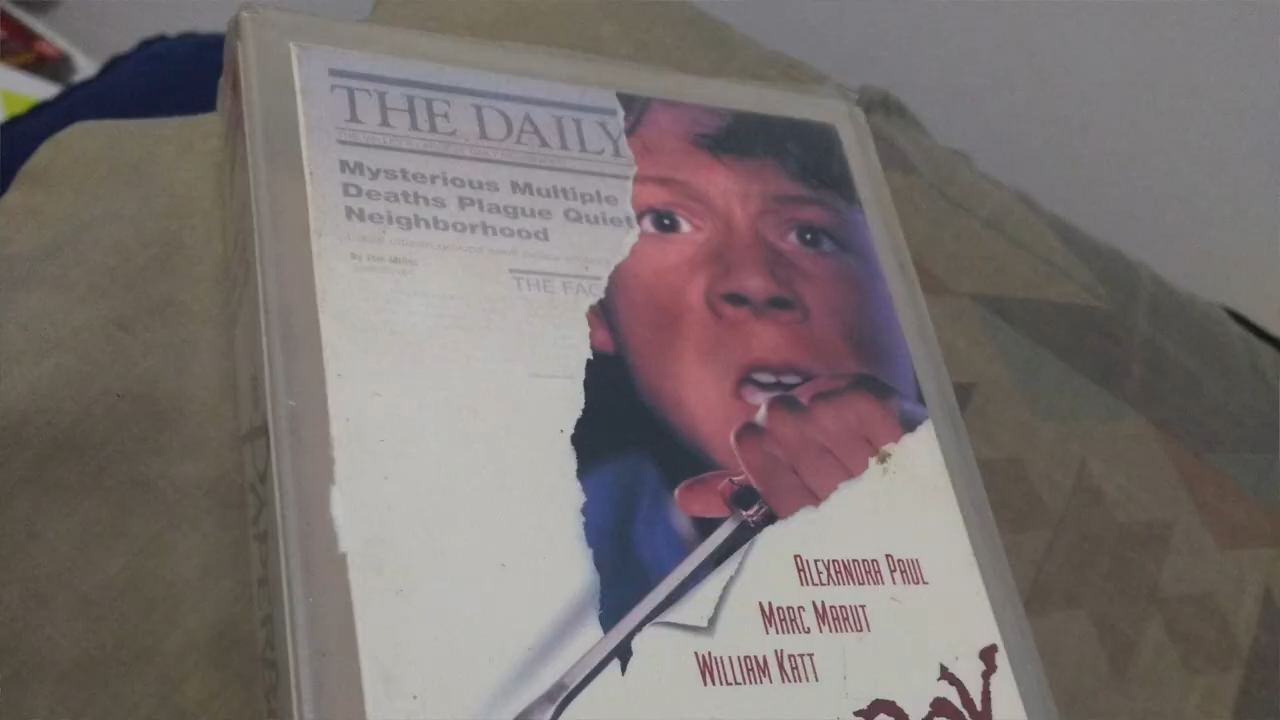 THE DAILY
Mysterious Multiple
Deaths Plague Quiet
Neighborhood
THE FAC
ALEXANDRA PAUL
MARC MARUT
WILLIAM KATT